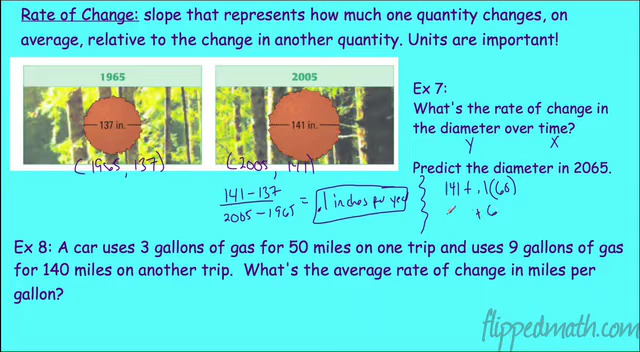 Rate of Change: slope that represents how much one quantity changes, on
average, relative to the change in another quantity. Units are important!
1965
2005
137 in.
141 in.
(1965, 137)
(2005, 141)
141 - 137
2005 - 1965
= .1 inches per year
Ex 7:
What's the rate of change in
the diameter over time?
Y X
Predict the diameter in 2065.
141 + .1(60)
+ 6
Ex 8: A car uses 3 gallons of gas for 50 miles on one trip and uses 9 gallons of gas
for 140 miles on another trip. What's the average rate of change in miles per
gallon?
flippedmath.com